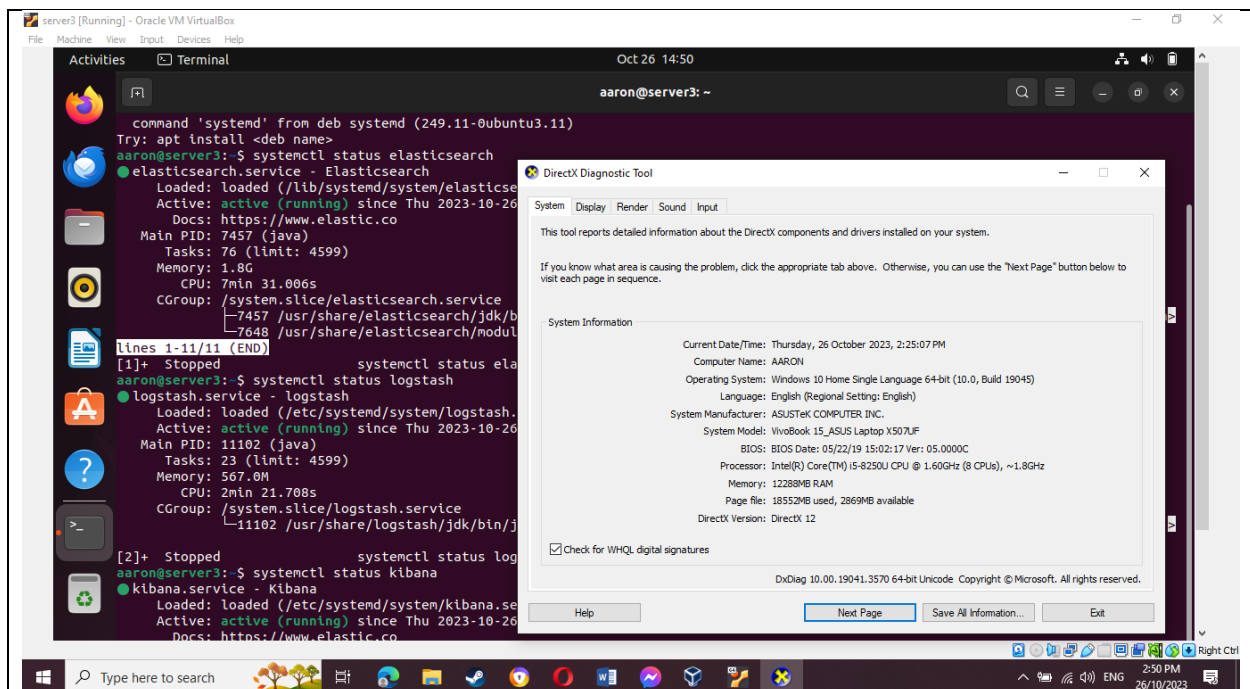 server3 [Running] - Oracle VM VirtualBox
File Machine View Input Devices Help
Activities Terminal Oct 26 14:50
aaron@server3: ~
command 'systemd' from deb systemd (249.11-0ubuntu3.11)
Try: apt install <deb name>
aaron@server3:~$ systemctl status elasticsearch
elasticsearch.service - Elasticsearch
Loaded: loaded (/lib/systemd/system/elasticse
Active: active (running) since Thu 2023-10-26
Docs: https://www.elastic.co
Main PID: 7457 (java)
Tasks: 76 (limit: 4599)
Memory: 1.8G
CPU: 7min 31.006s
CGroup: /system.slice/elasticsearch.service
├─7457 /usr/share/elasticsearch/jdk/b
└─7648 /usr/share/elasticsearch/modul
>
lines 1-11/11 (END)
[1]+ Stopped systemctl status ela
aaron@server3:~$ systemctl status logstash
logstash.service - logstash
Loaded: loaded (/etc/systemd/system/logstash.
Active: active (running) since Thu 2023-10-26
Main PID: 11102 (java)
Tasks: 23 (limit: 4599)
Memory: 567.0M
CPU: 2min 21.708s
CGroup: /system.slice/logstash.service
└─11102 /usr/share/logstash/jdk/bin/j
>
[2]+ Stopped systemctl status log
aaron@server3:~$ systemctl status kibana
kibana.service - Kibana
Loaded: loaded (/etc/systemd/system/kibana.se
Active: active (running) since Thu 2023-10-26
Docs: https://www.elastic.co
DirectX Diagnostic Tool
System Display Render Sound Input
This tool reports detailed information about the DirectX components and drivers installed on your system.
If you know what area is causing the problem, click the appropriate tab above. Otherwise, you can use the "Next Page" button below to
visit each page in sequence.
System Information
Current Date/Time: Thursday, 26 October 2023, 2:25:07 PM
Computer Name: AARON
Operating System: Windows 10 Home Single Language 64-bit (10.0, Build 19045)
Language: English (Regional Setting: English)
System Manufacturer: ASUSTeK COMPUTER INC.
System Model: VivoBook 15_ASUS Laptop X507UF
BIOS: BIOS Date: 05/22/19 15:02:17 Ver: 05.0000C
Processor: Intel(R) Core(TM) i5-8250U CPU @ 1.60GHz (8 CPUs), ~1.8GHz
Memory: 12288MB RAM
Page file: 18552MB used, 2869MB available
DirectX Version: DirectX 12
Check for WHQL digital signatures
DxDiag 10.00.19041.3570 64-bit Unicode Copyright © Microsoft. All rights reserved.
Help Next Page Save All Information... Exit
Right Ctrl
Type here to search
ENG
2:50 PM
26/10/2023